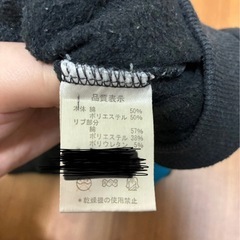 品質表示
本体 綿 50%
ポリエステル 50%
リブ部分
綿 57%
ポリエステル 38%
ポリウレタン 5%
＊乾燥機の使用禁止